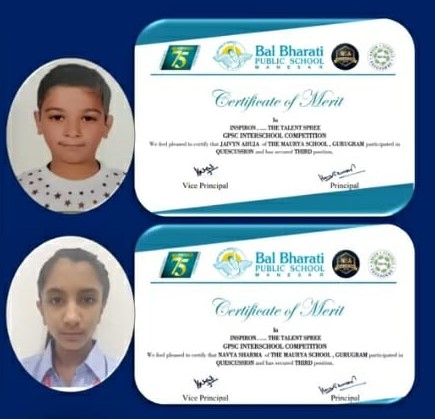 75
Bal Bharati
PUBLIC SCHOOL
MANESAR
Certificate of Merit
In
INSPIRON...... THE TALENT SPREE
GPSC INTERSCHOOL COMPETITION
We feel pleased to certify that JAIVYN AHUJA of THE MAURYA SCHOOL , GURUGRAM participated in
QUESCUSSION and has secured THIRD position.
Vice Principal
Principal
75
Bal Bharati
PUBLIC SCHOOL
MANESAR
Certificate of Merit
In
INSPIRON...... THE TALENT SPREE
GPSC INTERSCHOOL COMPETITION
We feel pleased to certify that NAVYA SHARMA of THE MAURYA SCHOOL , GURUGRAM participated in
QUESCUSSION and has secured THIRD position.
Vice Principal
Principal